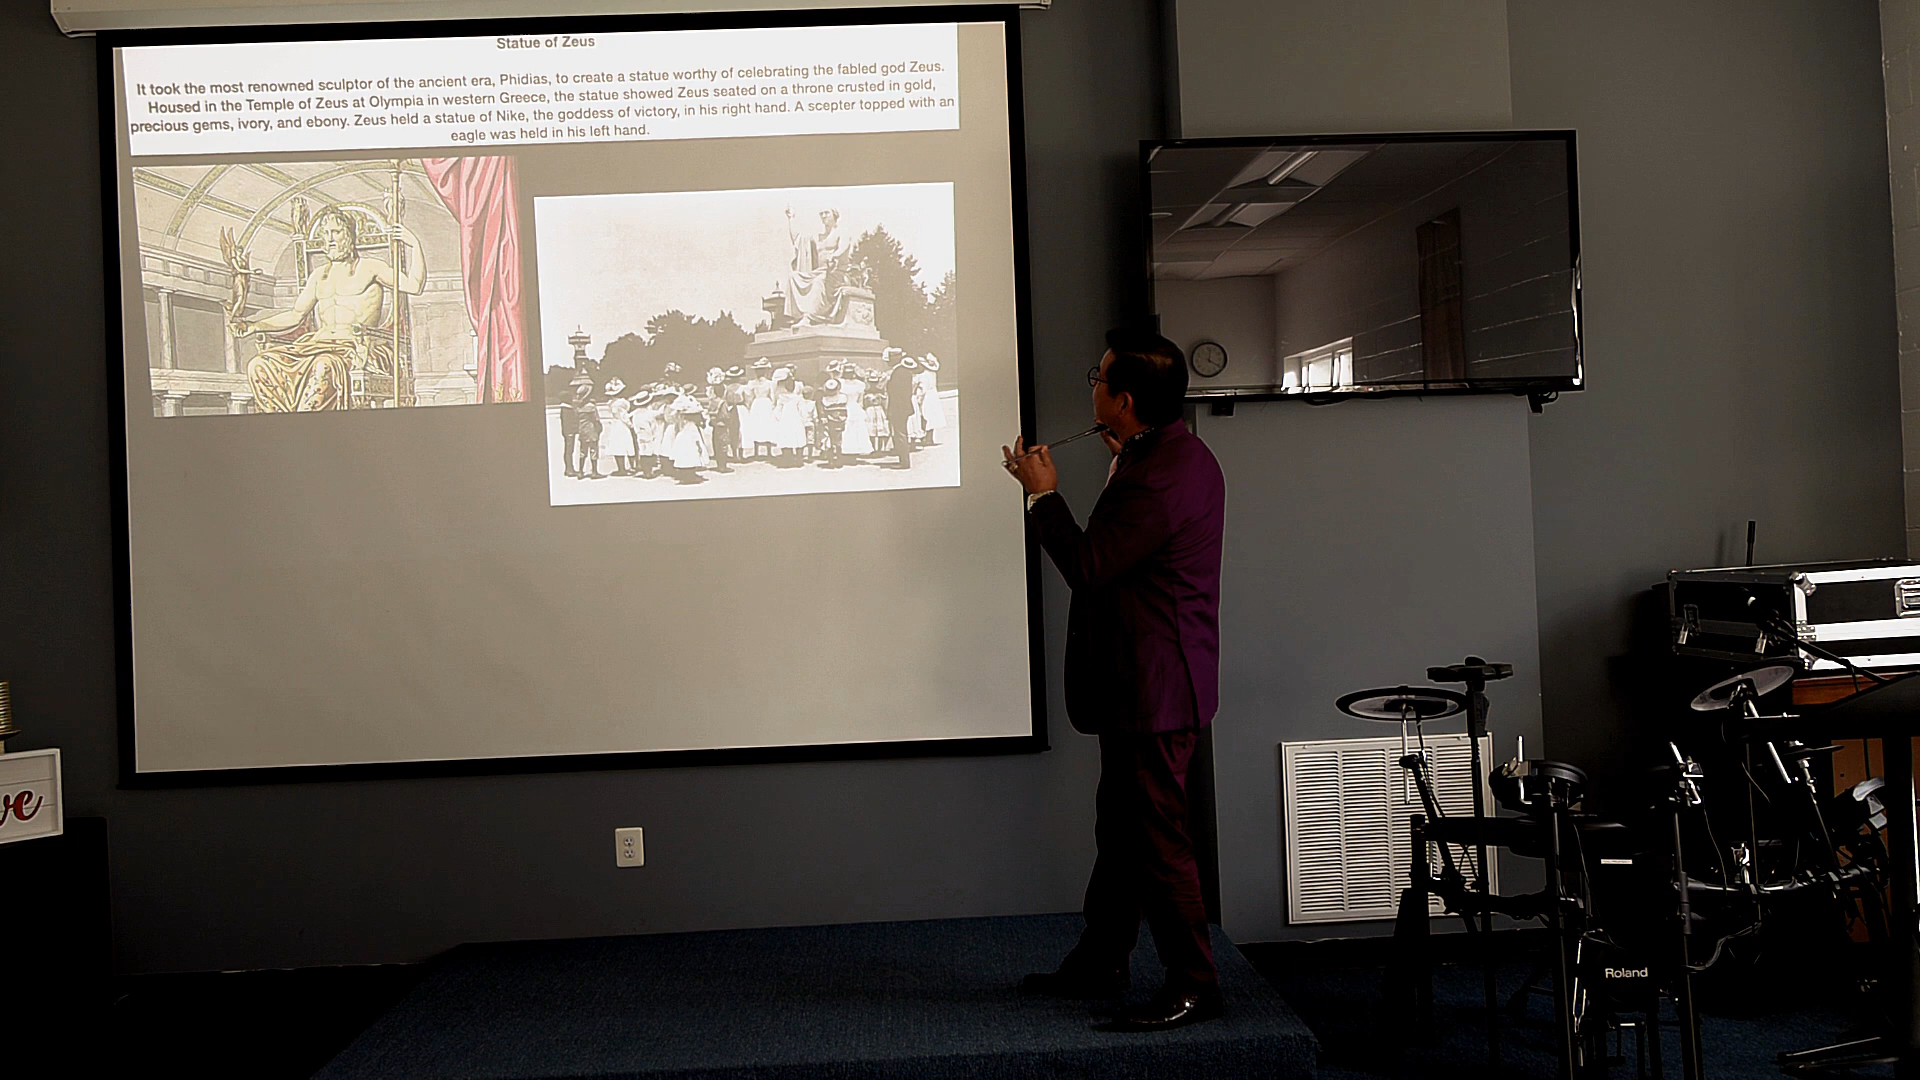 Statue of Zeus
It took the most renowned sculptor of the ancient era, Phidias, to create a statue worthy of celebrating the fabled god Zeus.
Housed in the Temple of Zeus at Olympia in western Greece, the statue showed Zeus seated on a throne crusted in gold,
precious gems, ivory, and ebony. Zeus held a statue of Nike, the goddess of victory, in his right hand. A scepter topped with an
eagle was held in his left hand.
ve
Roland